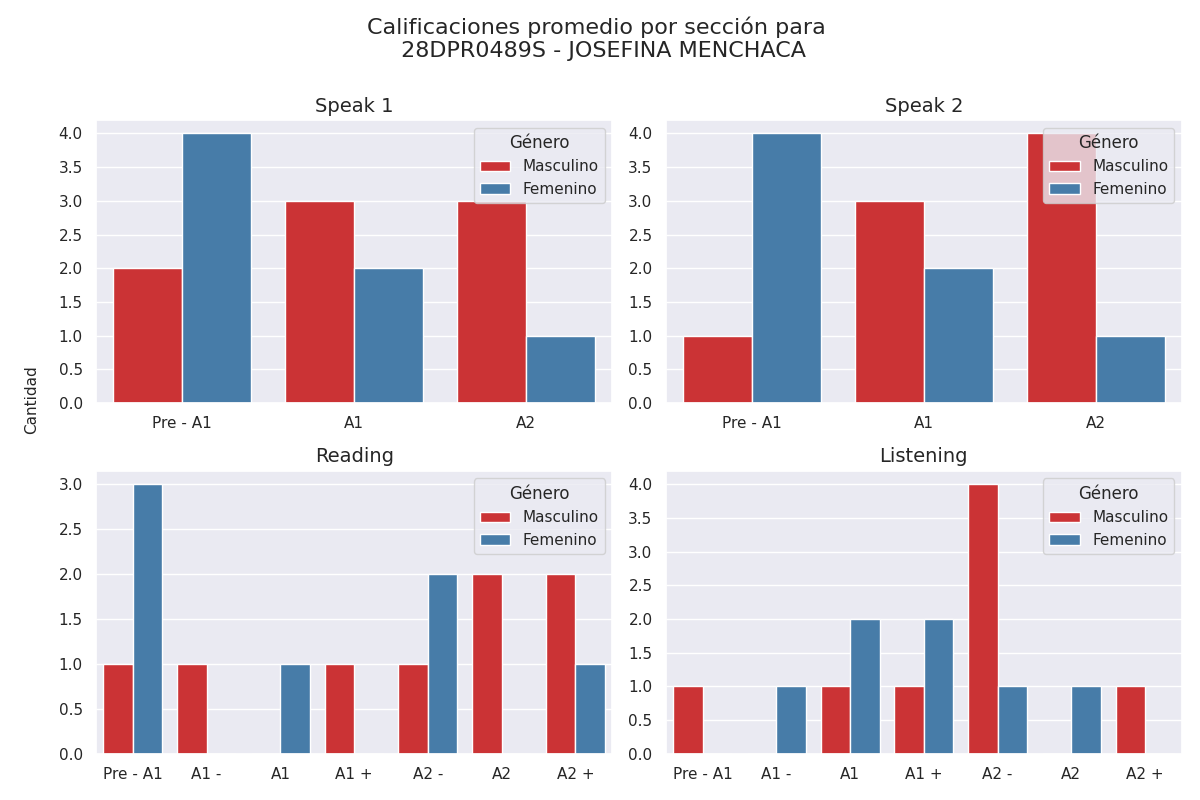 Calificaciones promedio por sección para
28DPR0489S - JOSEFINA MENCHACA
Cantidad
Speak 1
4.0
3.5
3.0
2.5
2.0
1.5
1.0
0.5
0.0
Género
Masculino
Femenino
Pre - A1 A1 A2
Speak 2
4.0
3.5
3.0
2.5
2.0
1.5
1.0
0.5
0.0
Género
Masculino
Femenino
Pre - A1 A1 A2
Reading
3.0
2.5
2.0
1.5
1.0
0.5
0.0
Género
Masculino
Femenino
Pre - A1 A1 - A1 A1 + A2 - A2 A2 +
Listening
4.0
3.5
3.0
2.5
2.0
1.5
1.0
0.5
0.0
Género
Masculino
Femenino
Pre - A1 A1 - A1 A1 + A2 - A2 A2 +